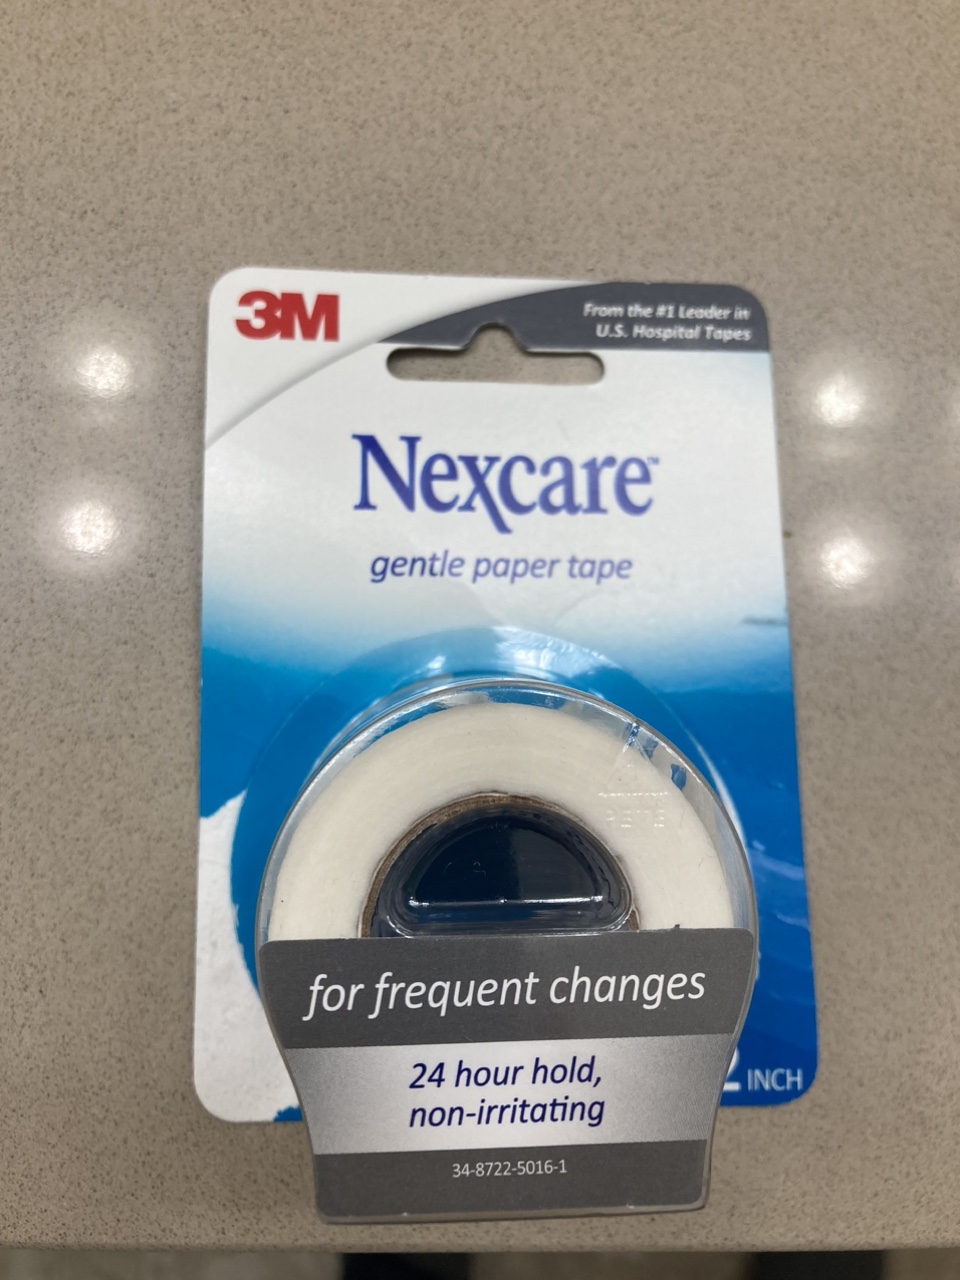 3M
From the #1 Leader in
U.S. Hospital Tapes
Nexcare™
gentle paper tape
for frequent changes
24 hour hold,
non-irritating
34-8722-5016-1
INCH